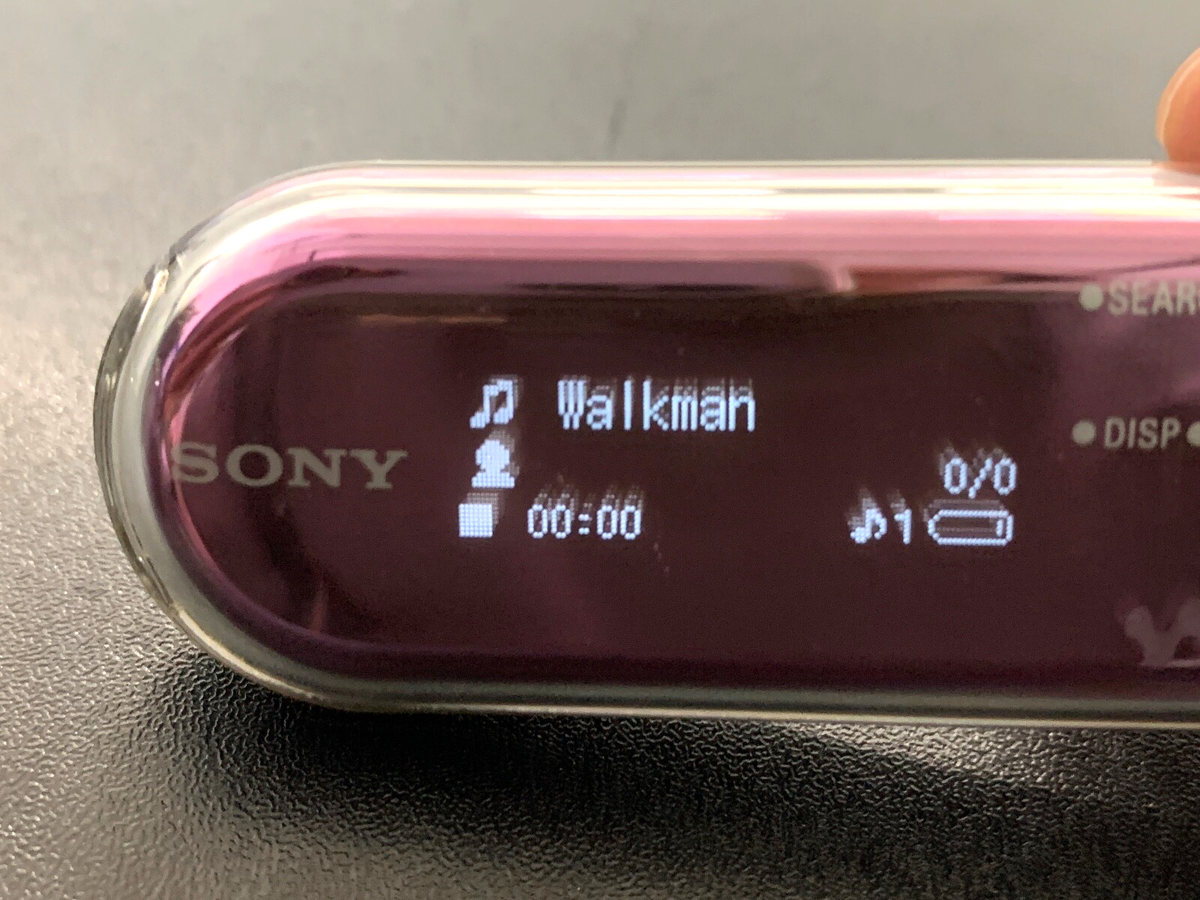 SEAR
Walkman
DISP
SONY
0/0
00:00
1